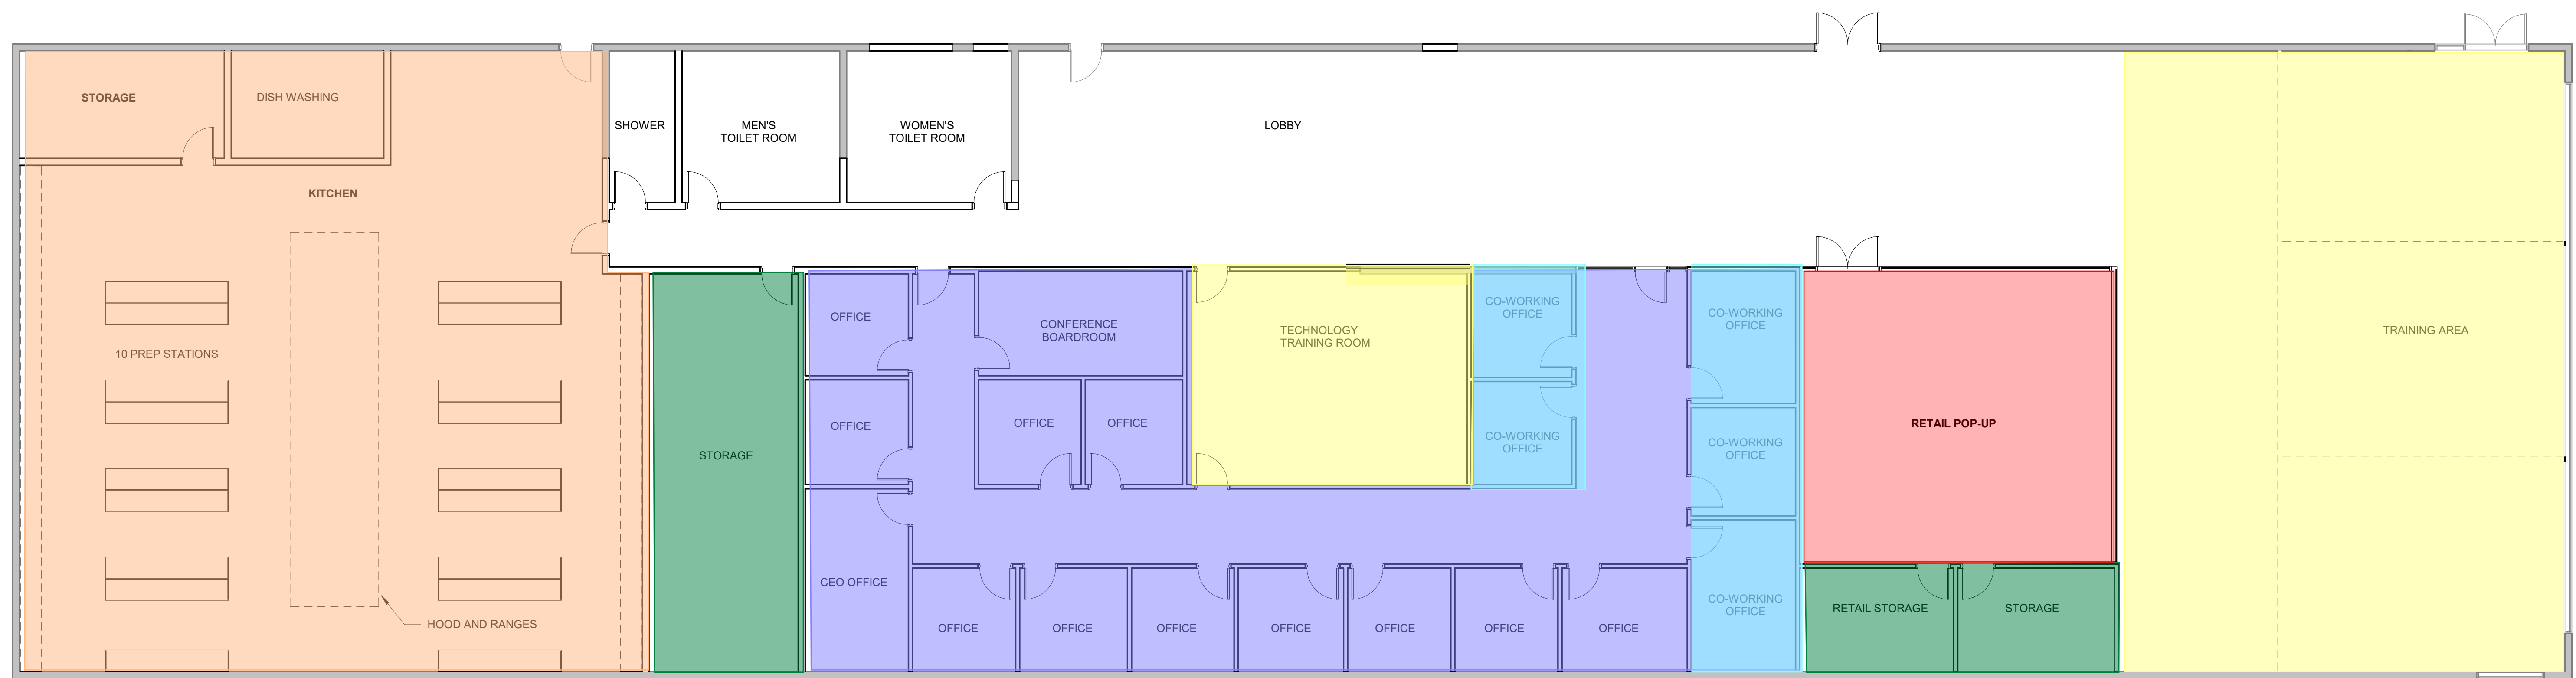 STORAGE
DISH WASHING
SHOWER
MEN'S
TOILET ROOM
WOMEN'S
TOILET ROOM
LOBBY
KITCHEN
10 PREP STATIONS
HOOD AND RANGES
STORAGE
OFFICE
OFFICE
CEO OFFICE
CONFERENCE
BOARDROOM
OFFICE
OFFICE
TECHNOLOGY
TRAINING ROOM
CO-WORKING
OFFICE
CO-WORKING
OFFICE
CO-WORKING
OFFICE
CO-WORKING
OFFICE
CO-WORKING
OFFICE
OFFICE
OFFICE
OFFICE
OFFICE
OFFICE
OFFICE
OFFICE
RETAIL POP-UP
RETAIL STORAGE
STORAGE
TRAINING AREA